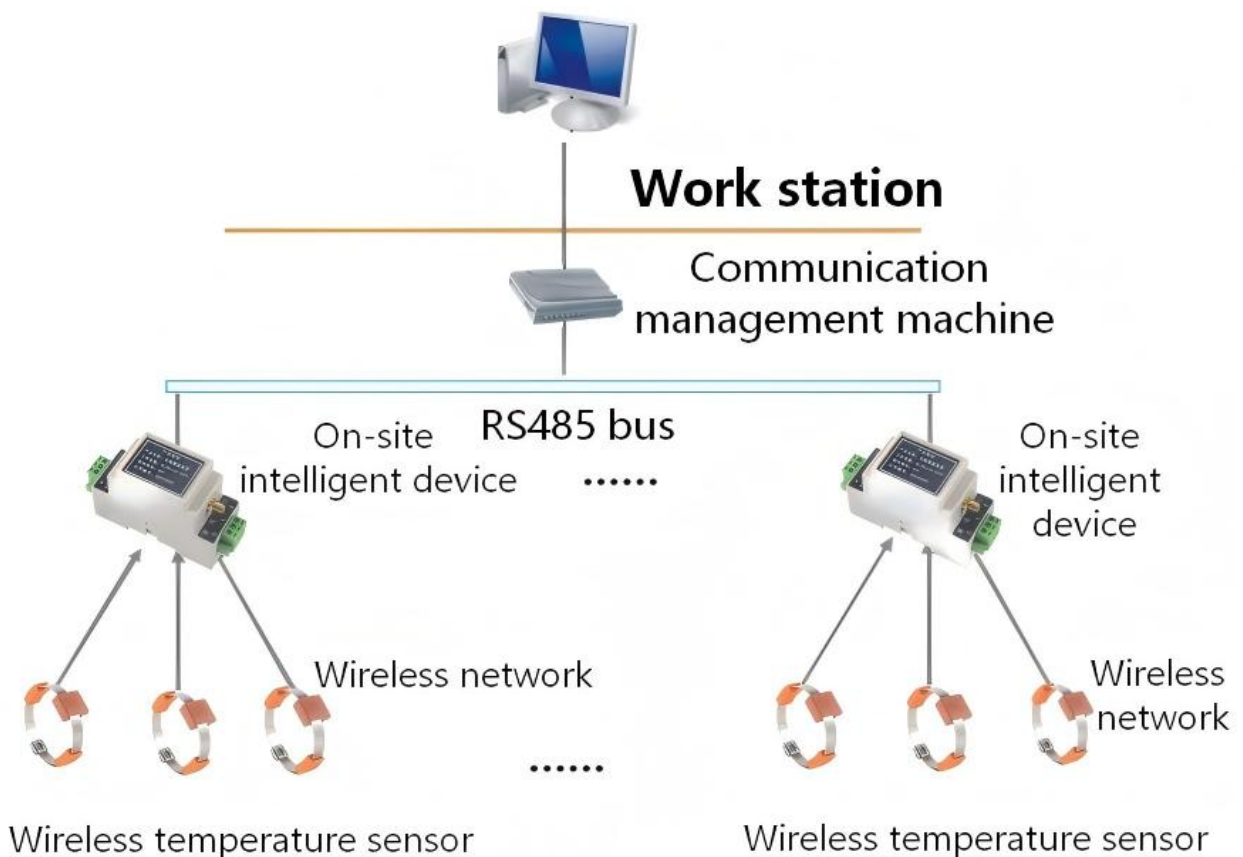 Work station
Communication
management machine
RS485 bus
On-site
intelligent device
......
On-site
intelligent
device
Wireless network
Wireless
network
......
Wireless temperature sensor
Wireless temperature sensor